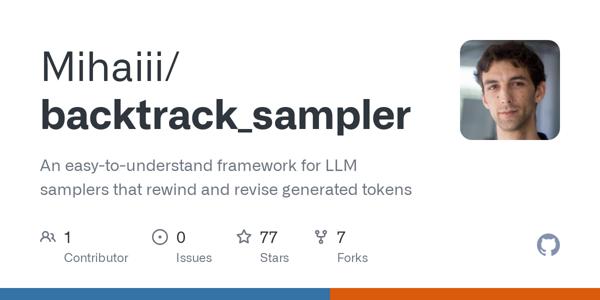 Mihaiii/
backtrack_sampler
An easy-to-understand framework for LLM
samplers that rewind and revise generated tokens
1
Contributor
0
Issues
77
Stars
7
Forks